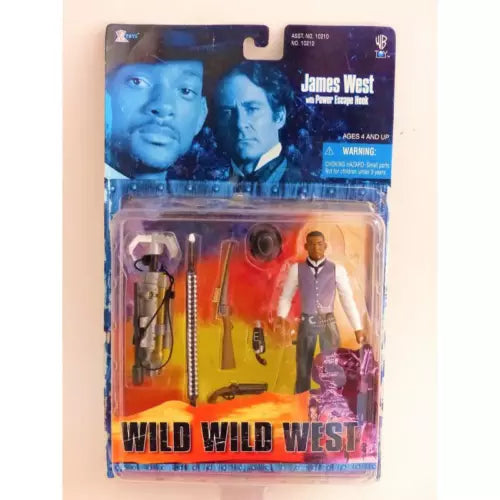 X TOYS
ASST. NO. 10210
NO. 10212
WB
TOY
James West
with Power Escape Hook
AGES 4 AND UP
WARNING:
CHOKING HAZARD-Small parts
Not for children under 3 years.
WILD WILD WEST